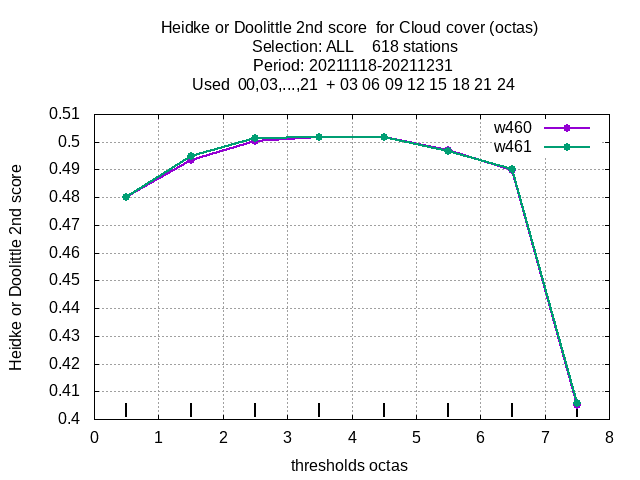 Heidke or Doolittle 2nd score  for Cloud cover (octas)
Selection: ALL    618 stations
Period: 20211118-20211231
Used  00,03,...,21  + 03 06 09 12 15 18 21 24
0.51
0.5
0.49
0.48
0.47
0.46
0.45
0.44
0.43
0.42
0.41
0.4
Heidke or Doolittle 2nd score
w460
w461
0 1 2 3 4 5 6 7 8
thresholds octas